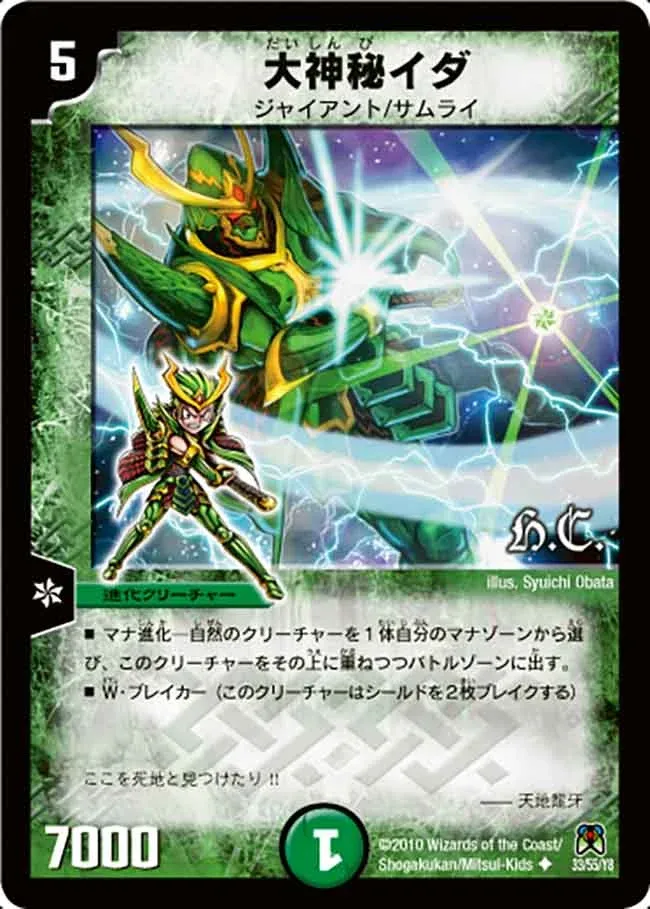 5
だいしんぴ
大神秘イダ
ジャイアント/サムライ
H.C.
illus. Syuichi Obata
進化クリーチャー
■ マナ進化—自然のクリーチャーを1体自分のマナゾーンから選
び、このクリーチャーをその上に重ねつつバトルゾーンに出す。
■ W・ブレイカー（このクリーチャーはシールドを2枚ブレイクする）
ここを死地と見つけたり !!
—— 天地龍牙
7000
1
©2010 Wizards of the Coast/
Shogakukan/Mitsui-Kids ◆
33/55/Y8